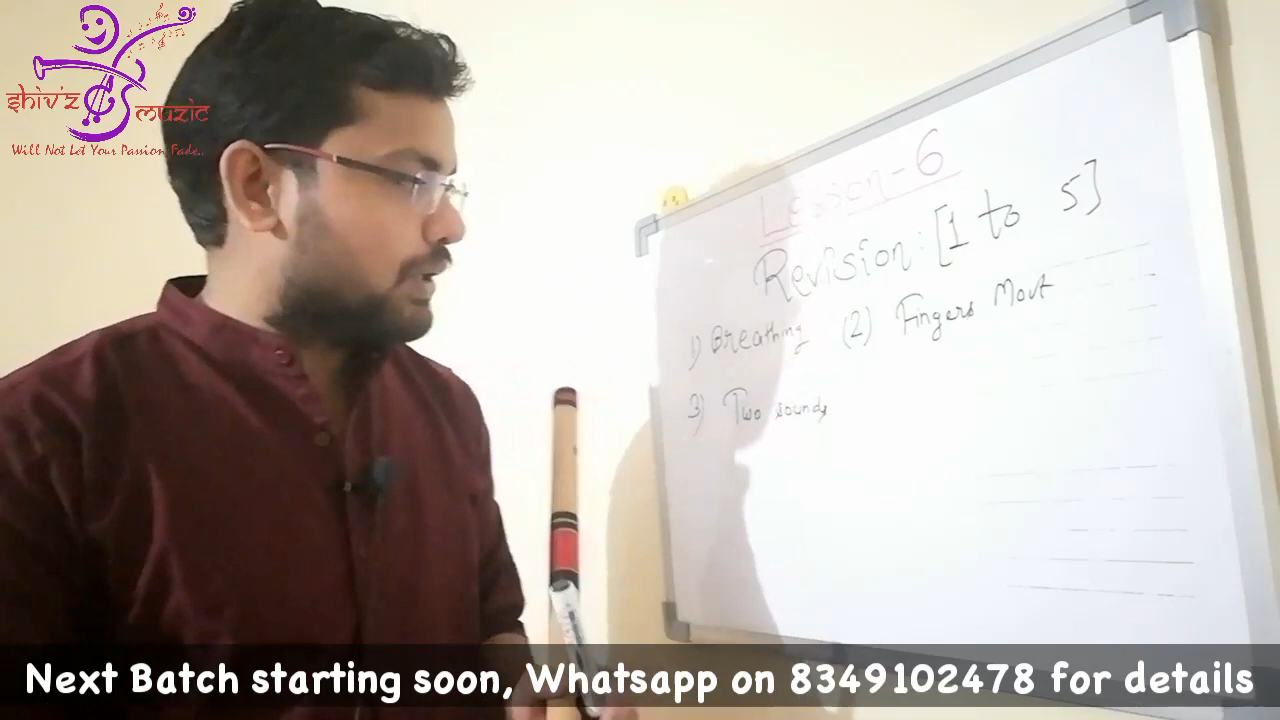 Shiv'z
muzic
Will Not Let Your Passion Fade..
Lesson-6
Revision:[1 to 5]
1) Breathing (2) Fingers Movt
3) Two sounds
Next Batch starting soon, Whatsapp on 8349102478 for details